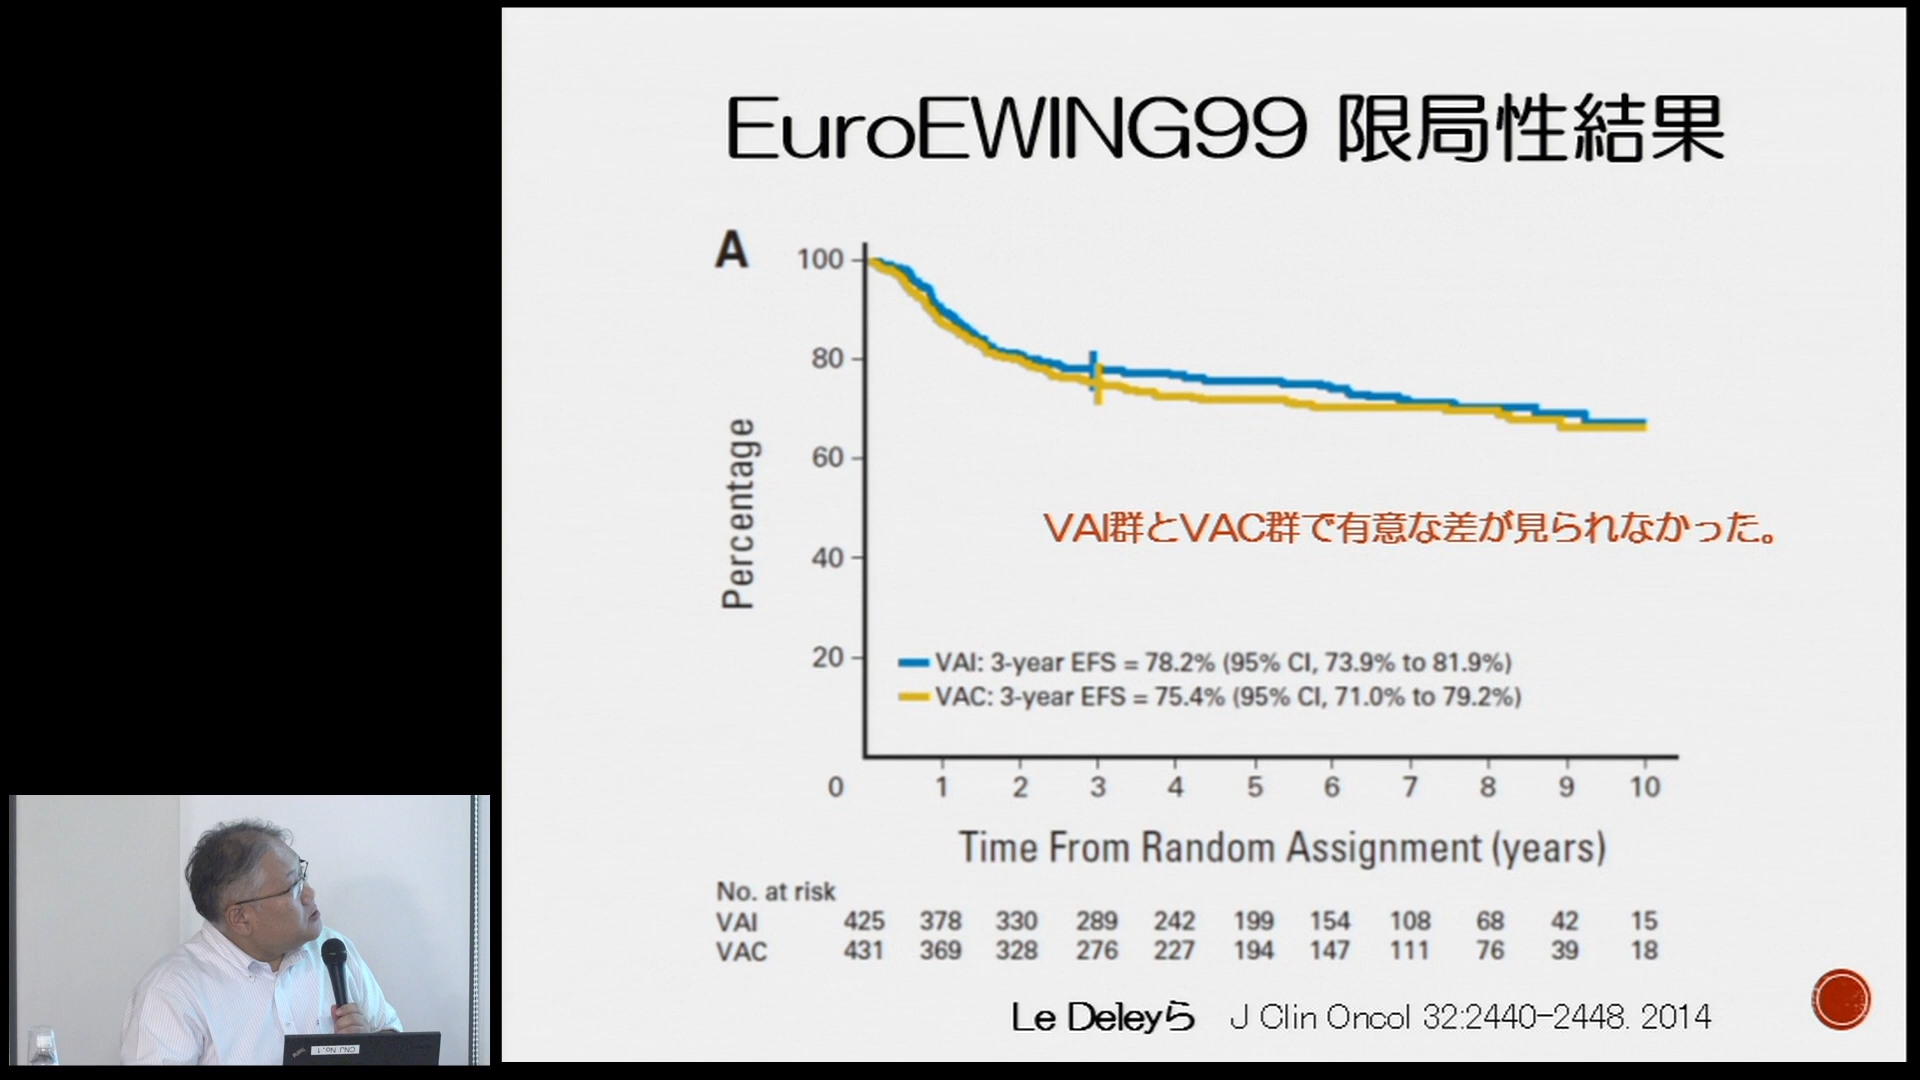 EuroEWING99 限局性結果
A
100
80
60
40
20
0
Percentage
VAI群とVAC群で有意な差が見られなかった。
VAI: 3-year EFS = 78.2% (95% CI, 73.9% to 81.9%)
VAC: 3-year EFS = 75.4% (95% CI, 71.0% to 79.2%)
1 2 3 4 5 6 7 8 9 10
Time From Random Assignment (years)
No. at risk
VAI 425 378 330 289 242 199 154 108 68 42 15
VAC 431 369 328 276 227 194 147 111 76 39 18
Le Deleyら J Clin Oncol 32:2440-2448. 2014
CNJ No.1